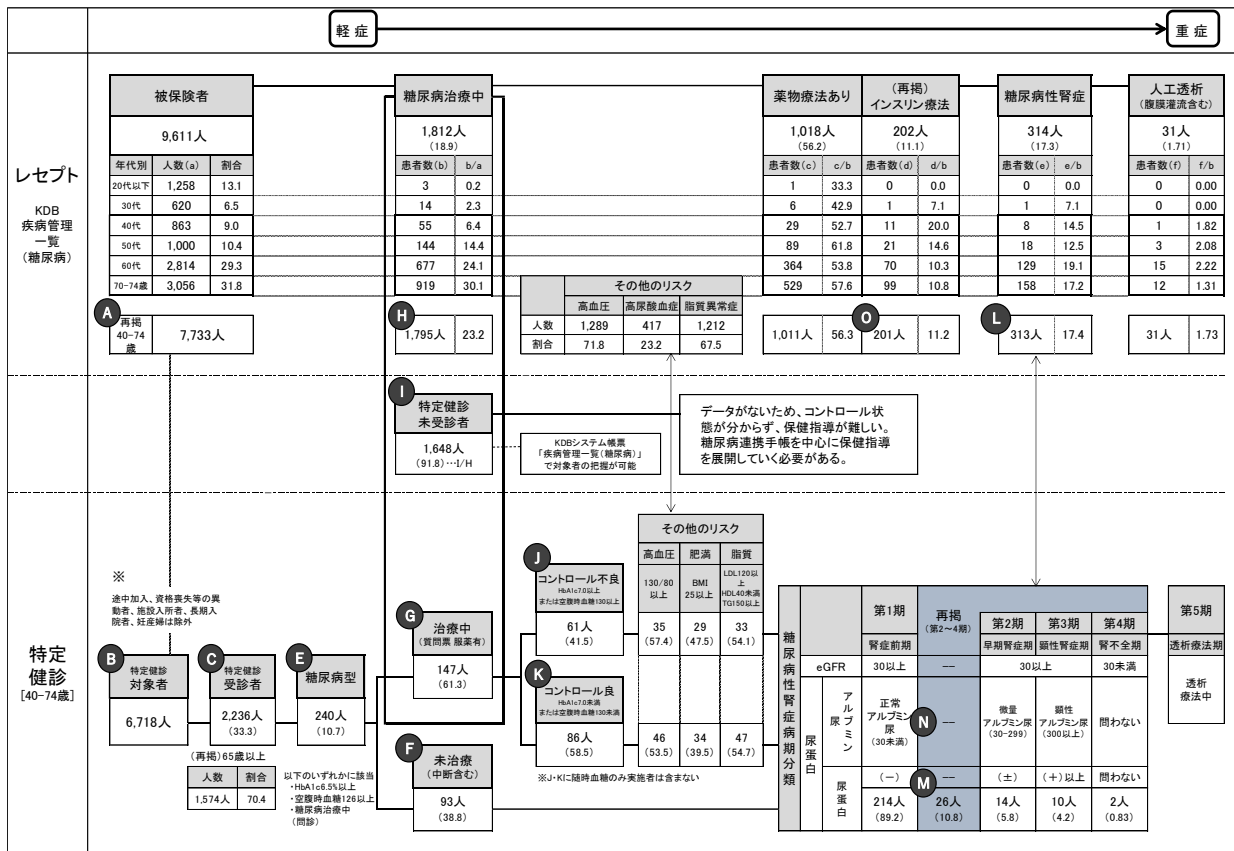 軽症
重症
レセプト
KDB
疾病管理
一覧
(糖尿病)
被保険者
9,611人
年代別 人数(a) 割合
20代以下 1,258 13.1
30代 620 6.5
40代 863 9.0
50代 1,000 10.4
60代 2,814 29.3
70-74歳 3,056 31.8
A
再掲
40-74
歳
7,733人
糖尿病治療中
1,812人
(18.9)
患者数(b) b/a
3 0.2
14 2.3
55 6.4
144 14.4
677 24.1
919 30.1
H
1,795人 23.2
その他のリスク
高血圧 高尿酸血症 脂質異常症
人数 1,289 417 1,212
割合 71.8 23.2 67.5
薬物療法あり
1,018人
(56.2)
患者数(c) c/b
1 33.3
6 42.9
29 52.7
89 61.8
364 53.8
529 57.6
1,011人 56.3
(再掲)
インスリン療法
202人
(11.1)
患者数(d) d/b
0 0.0
1 7.1
11 20.0
21 14.6
70 10.3
99 10.8
O
201人 11.2
糖尿病性腎症
314人
(17.3)
患者数(e) e/b
0 0.0
1 7.1
8 14.5
18 12.5
129 19.1
158 17.2
L
313人 17.4
人工透析
(腹膜灌流含む)
31人
(1.71)
患者数(f) f/b
0 0.00
0 0.00
1 1.82
3 2.08
15 2.22
12 1.31
31人 1.73
I
特定健診
未受診者
1,648人
(91.8)…I/H
KDBシステム帳票
「疾病管理一覧(糖尿病)」
で対象者の把握が可能
データがないため、コントロール状
態が分からず、保健指導が難しい。
糖尿病連携手帳を中心に保健指導
を展開していく必要がある。
特定
健診
[40-74歳]
※
途中加入、資格喪失等の異
動者、施設入所者、長期入
院者、妊産婦は除外
B
特定健診
対象者
6,718人
C
特定健診
受診者
2,236人
(33.3)
(再掲)65歳以上
人数 割合
1,574人 70.4
E
糖尿病型
240人
(10.7)
以下のいずれかに該当
・HbA1c6.5%以上
・空腹時血糖126以上
・糖尿病治療中
(問診)
G
治療中
(質問票 服薬有)
147人
(61.3)
F
未治療
(中断含む)
93人
(38.8)
J
コントロール不良
HbA1c7.0以上
または空腹時血糖130以上
61人
(41.5)
K
コントロール良
HbA1c7.0未満
または空腹時血糖130未満
86人
(58.5)
その他のリスク
高血圧 肥満 脂質
130/80
以上
BMI
25以上
LDL120以
上
HDL40未満
TG150以上
35 29 33
(57.4) (47.5) (54.1)
46 34 47
(53.5) (39.5) (54.7)
※J・Kに随時血糖のみ実施者は含まない
糖尿病性腎症病期分類
第1期
腎症前期
再掲
(第2~4期)
第2期
早期腎症期
第3期
顕性腎症期
第4期
腎不全期
第5期
透析療法期
eGFR 30以上 -- 30以上 30未満
透析
療法中
尿蛋白
尿アルブミン
正常
アルブミン
尿
(30未満)
N
--
微量
アルブミン尿
(30-299)
顕性
アルブミン尿
(300以上)
問わない
尿蛋白
(-) -- (±) (+)以上 問わない
M
214人 26人 14人 10人 2人
(89.2) (10.8) (5.8) (4.2) (0.83)